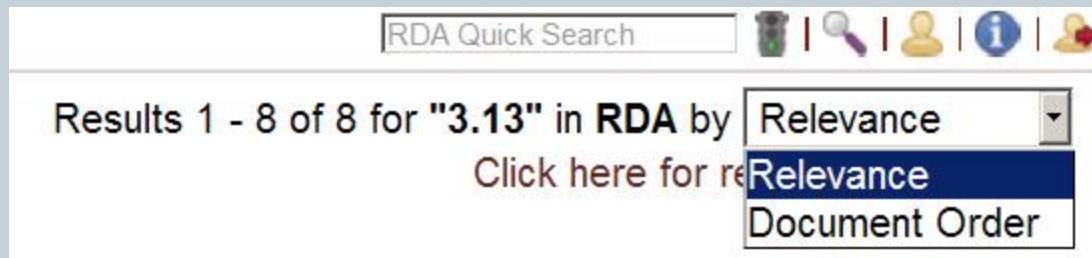 RDA Quick Search
Results 1 - 8 of 8 for "3.13" in RDA by Relevance
Click here for re
Relevance
Document Order